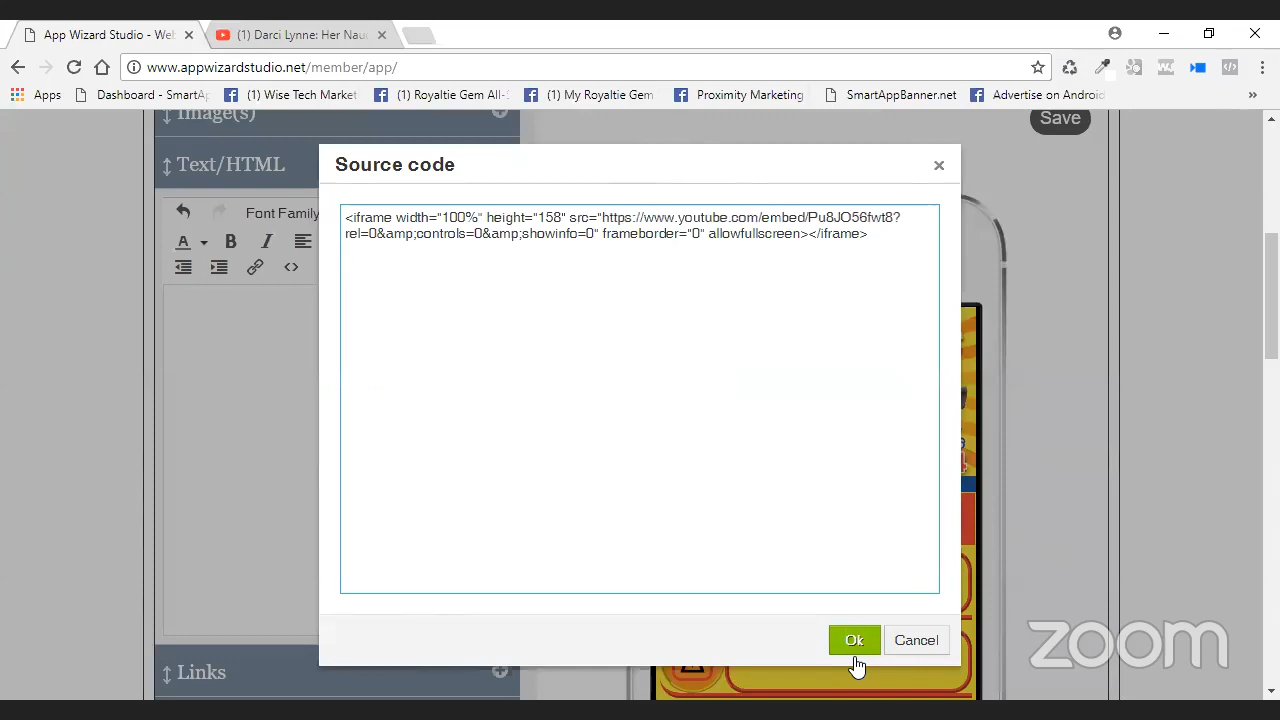 App Wizard Studio - Web
(1) Darci Lynne: Her Nau
www.appwizardstudio.net/member/app/
Apps
Dashboard - SmartAp
(1) Wise Tech Market
(1) Royaltie Gem All-
(1) My Royaltie Gem
Proximity Marketing
SmartAppBanner.net
Advertise on Android
Image(s)
Save
Text/HTML
Source code
Font Family
A
B
I
<iframe width="100%" height="158" src="https://www.youtube.com/embed/Pu8JO56fwt8?
rel=0&amp;controls=0&amp;showinfo=0" frameborder="0" allowfullscreen></iframe>
Ok
Cancel
Links
zoom